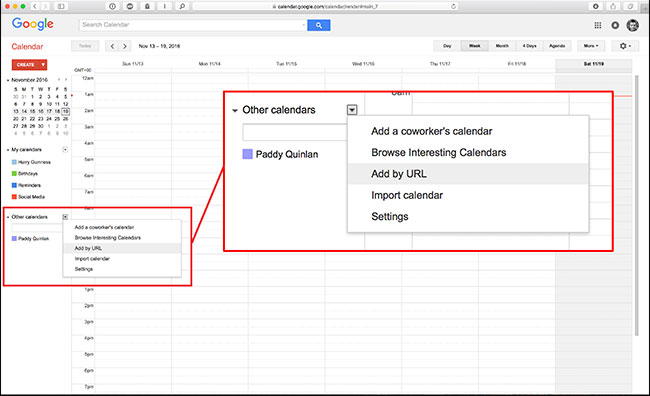 calendar.google.com/calendar/render#main_7
Google
Search Calendar
Calendar
Today
Nov 13 – 19, 2016
Day
Week
Month
4 Days
Agenda
More
CREATE
Sun 11/13
Mon 11/14
Tue 11/15
Wed 11/16
Thu 11/17
Fri 11/18
Sat 11/19
GMT+00
November 2016
S M T W T F S
30 31 1 2 3 4 5
6 7 8 9 10 11 12
13 14 15 16 17 18 19
20 21 22 23 24 25 26
27 28 29 30 1 2 3
4 5 6 7 8 9 10
My calendars
Harry Guinness
Birthdays
Reminders
Social Media
Other calendars
Paddy Quinlan
Add a coworker's calendar
Browse Interesting Calendars
Add by URL
Import calendar
Settings
12am
1am
2am
3am
4am
5am
6am
7am
1pm
2pm
3pm
4pm
5pm
6pm
7pm
Other calendars
Paddy Quinlan
Add a coworker's calendar
Browse Interesting Calendars
Add by URL
Import calendar
Settings